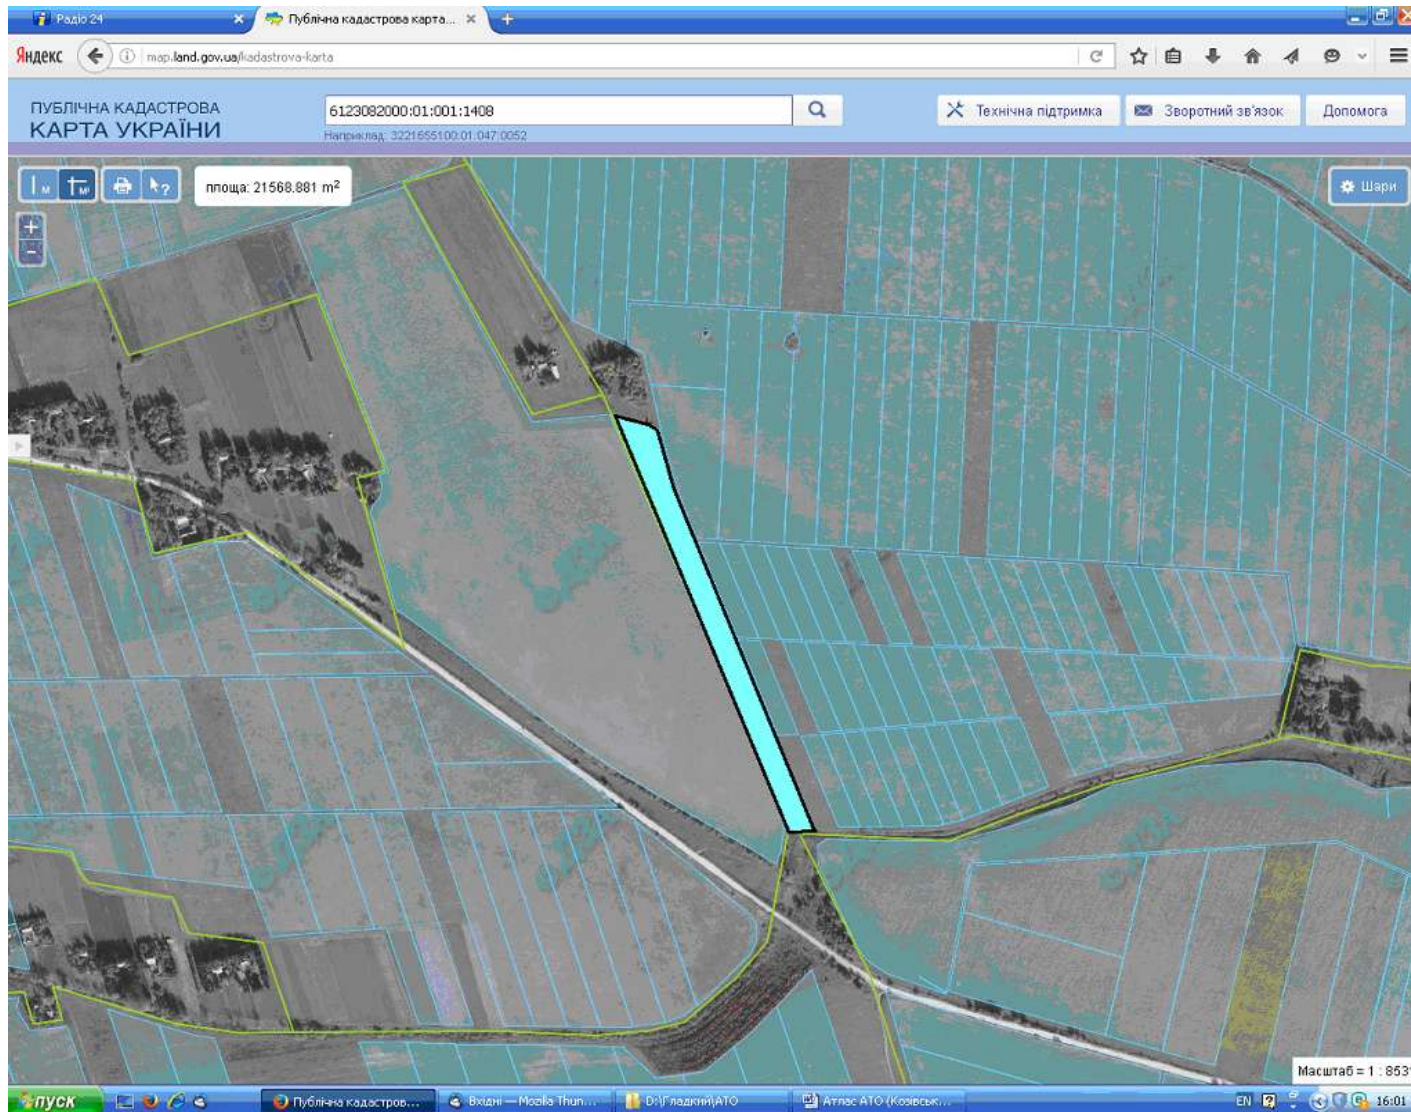 Радіо 24
Публічна кадастрова карта...
Яндекс
map.land.gov.ua/kadastrova-karta
ПУБЛІЧНА КАДАСТРОВА
КАРТА УКРАЇНИ
6123082000:01:001:1408
Наприклад: 3221655100:01:047:0052
Технічна підтримка
Зворотний зв'язок
Допомога
м
м²
площа: 21568.881 m²
Шари
Масштаб = 1 : 853
пуск
Публічна кадастров...
Вхідні — Mozilla Thun...
D:\Гладкий\АТО
Атлас АТО (Козівськ...
EN
16:01